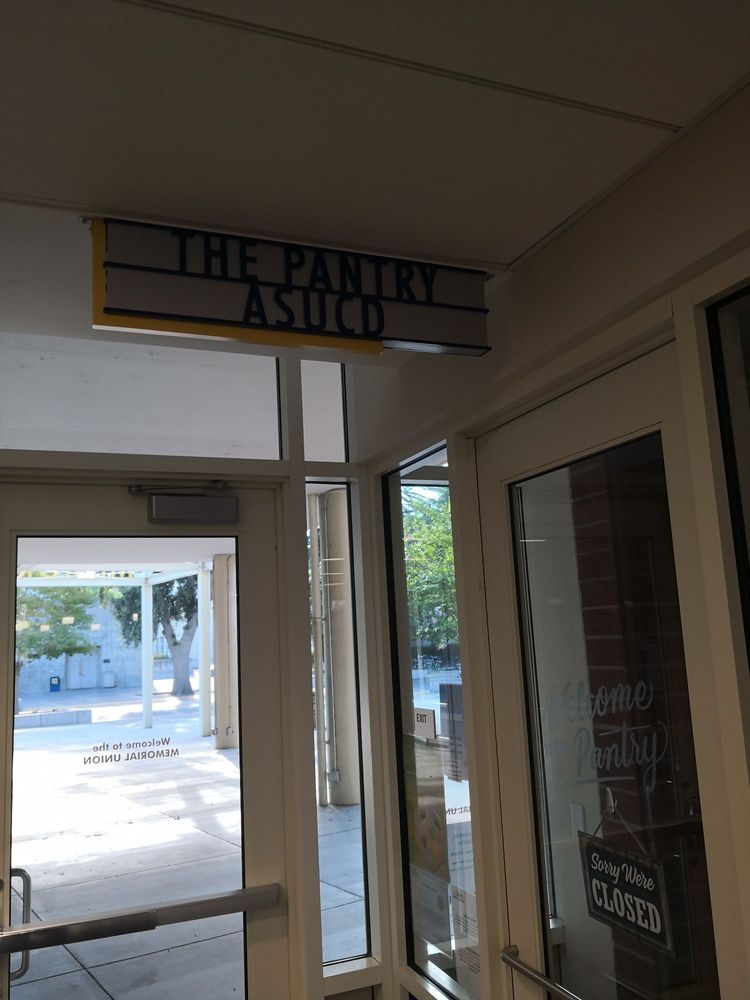 THE PANTRY
ASUCD
Welcome to the
MEMORIAL UNION
EXIT
Welcome
Pantry
Sorry We're
CLOSED